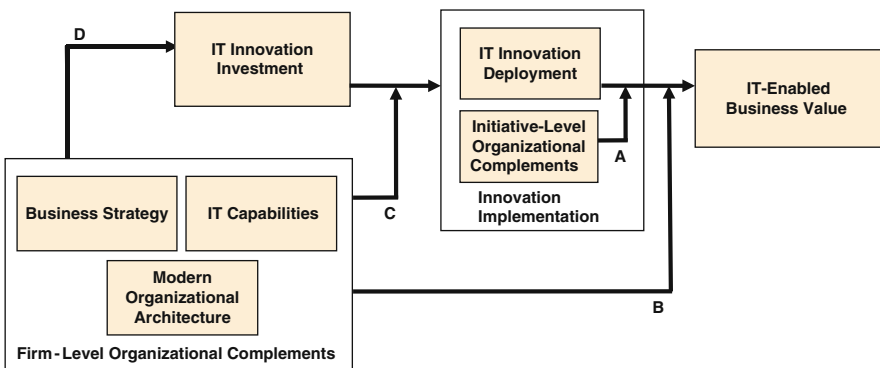 D
IT Innovation
Investment
IT Innovation
Deployment
IT-Enabled
Business Value
Initiative-Level
Organizational
Complements
A
Innovation
Implementation
Business Strategy
IT Capabilities
C
Modern
Organizational
Architecture
B
Firm-Level Organizational Complements